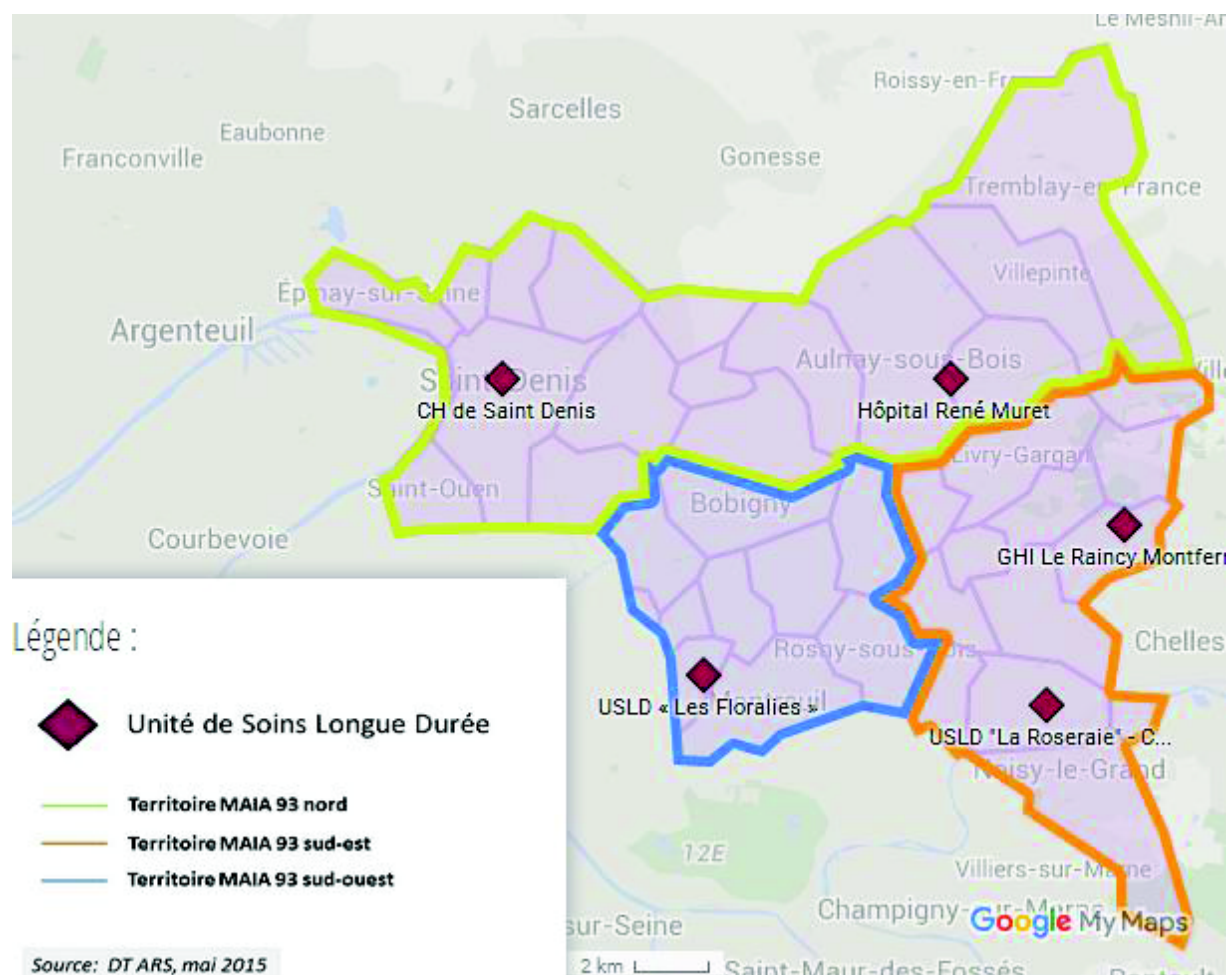 Le Mesnil-A
Roissy-en-Fr
Sarcelles
Eaubonne
Franconville
Gonesse
Tremblay-en-France
Villepinte
Épinay-sur-Seine
Argenteuil
Aulnay-sous-Bois
Saint-Denis
Ville
CH de Saint Denis
Hôpital René Muret
Livry-Gargan
Saint-Ouen
Bobigny
Courbevoie
GHI Le Raincy Montferm
Légende :
Chelles
Rosny-sous-Bois
Unité de Soins Longue Durée
Montreuil
USLD « Les Floralies »
USLD "La Roseraie" - C...
Noisy-le-Grand
Territoire MAIA 93 nord
Territoire MAIA 93 sud-est
Territoire MAIA 93 sud-ouest
12E
Villiers-sur-Marne
Champigny-sur-Marne
Google My Maps
sur-Seine
Source: DT ARS, mai 2015
2 km
Saint-Maur-des-Fossés